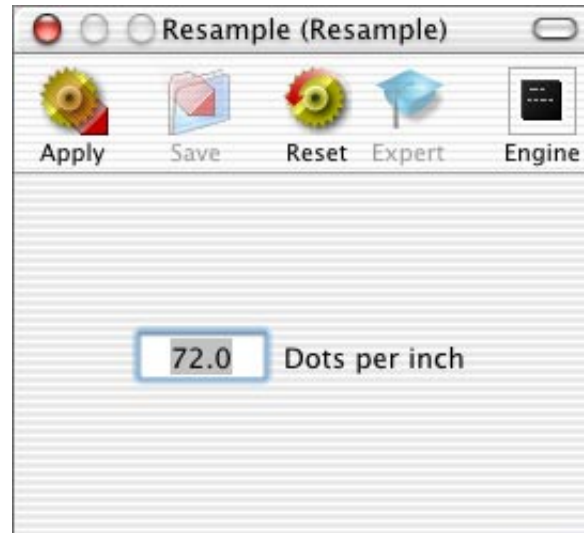 Resample (Resample)
Apply Save Reset Expert Engine
72.0 Dots per inch